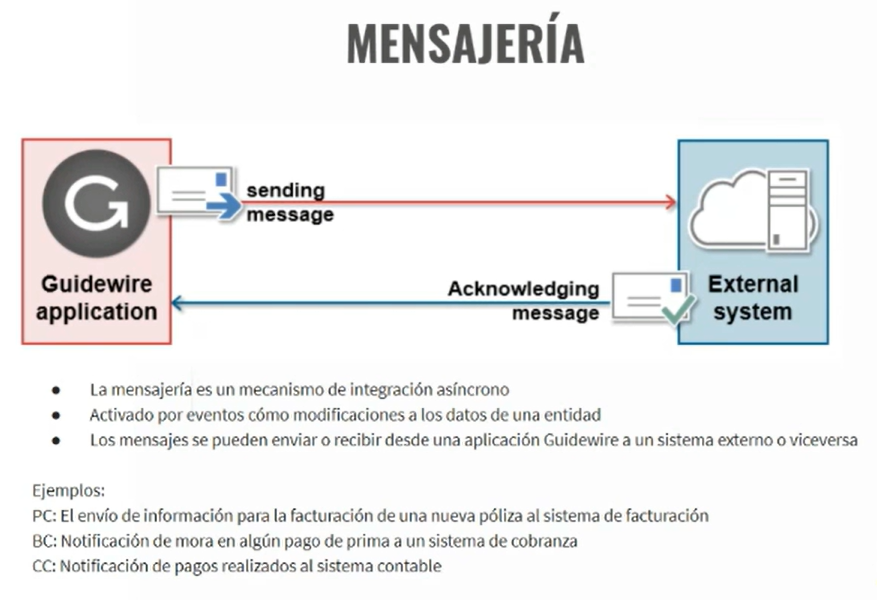 MENSAJERÍA
sending
message
Guidewire
application
Acknowledging
message
External
system
● La mensajería es un mecanismo de integración asíncrono
● Activado por eventos cómo modificaciones a los datos de una entidad
● Los mensajes se pueden enviar o recibir desde una aplicación Guidewire a un sistema externo o viceversa
Ejemplos:
PC: El envío de información para la facturación de una nueva póliza al sistema de facturación
BC: Notificación de mora en algún pago de prima a un sistema de cobranza
CC: Notificación de pagos realizados al sistema contable